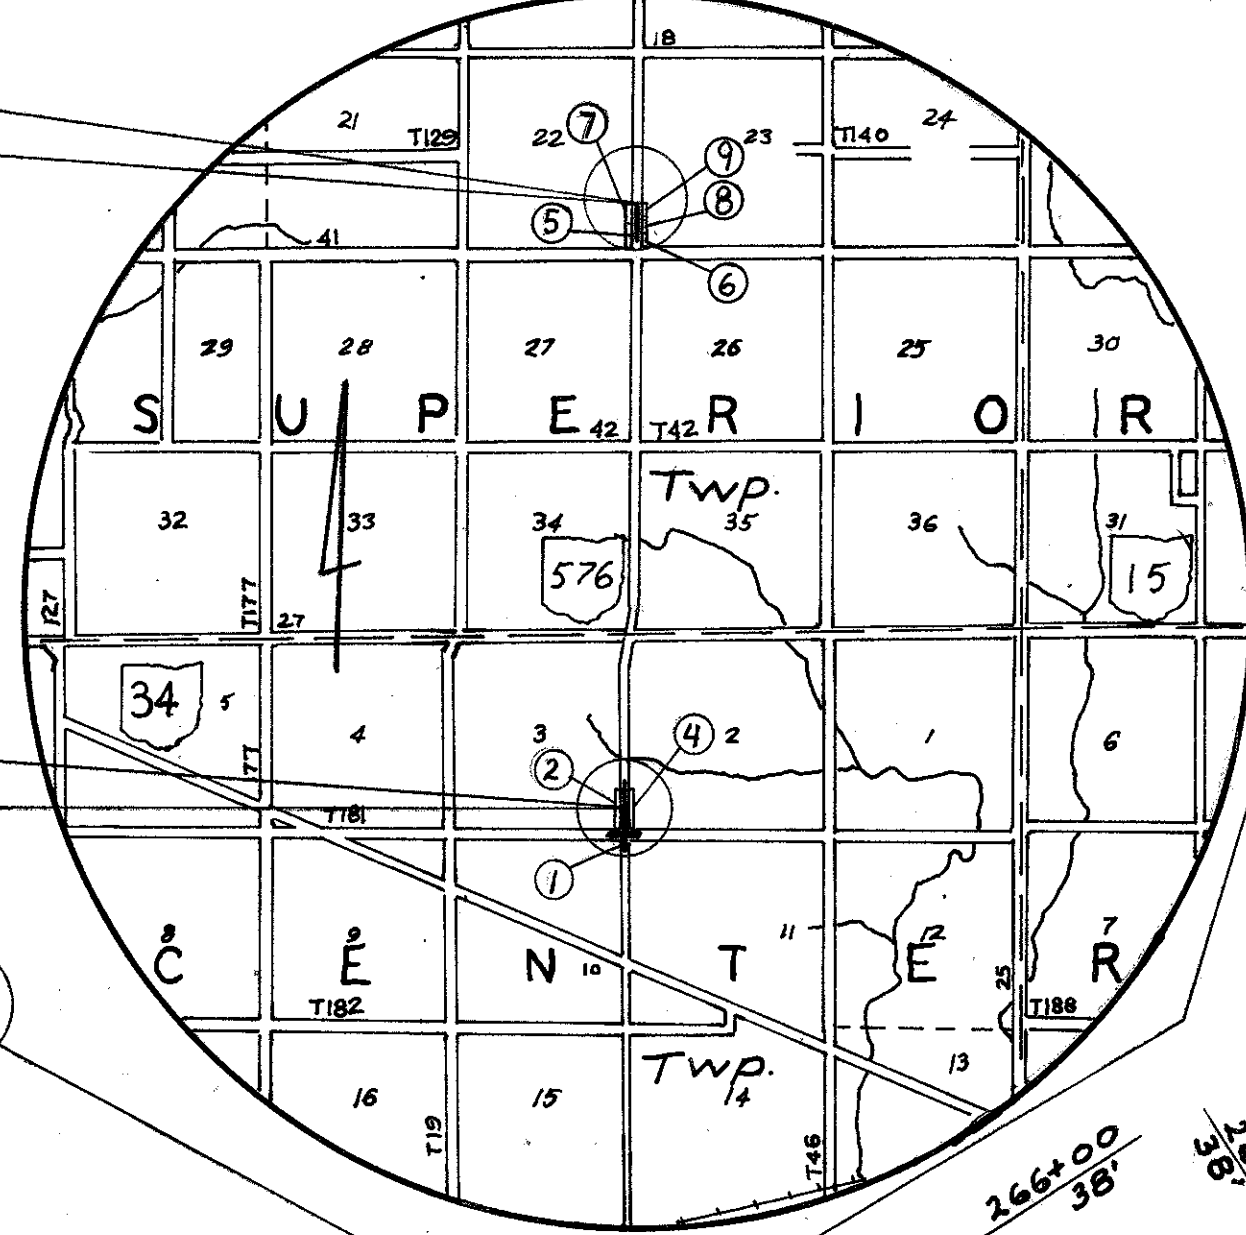 18
21 T129 22 7 23 T140 24
9
8
5
41
6
29 28 27 26 25 30
S U P E R I O R
42 T42
Twp.
32 33 34 35 36 31
576 15
127 T177 27
34 5 4 3 4 2 1 6
77 2
T181
1
8 9 10 11 12 7
C E N T E R
T182 25 T188
Twp.
16 15 14 13
T19 T46
266+00
38'
38'